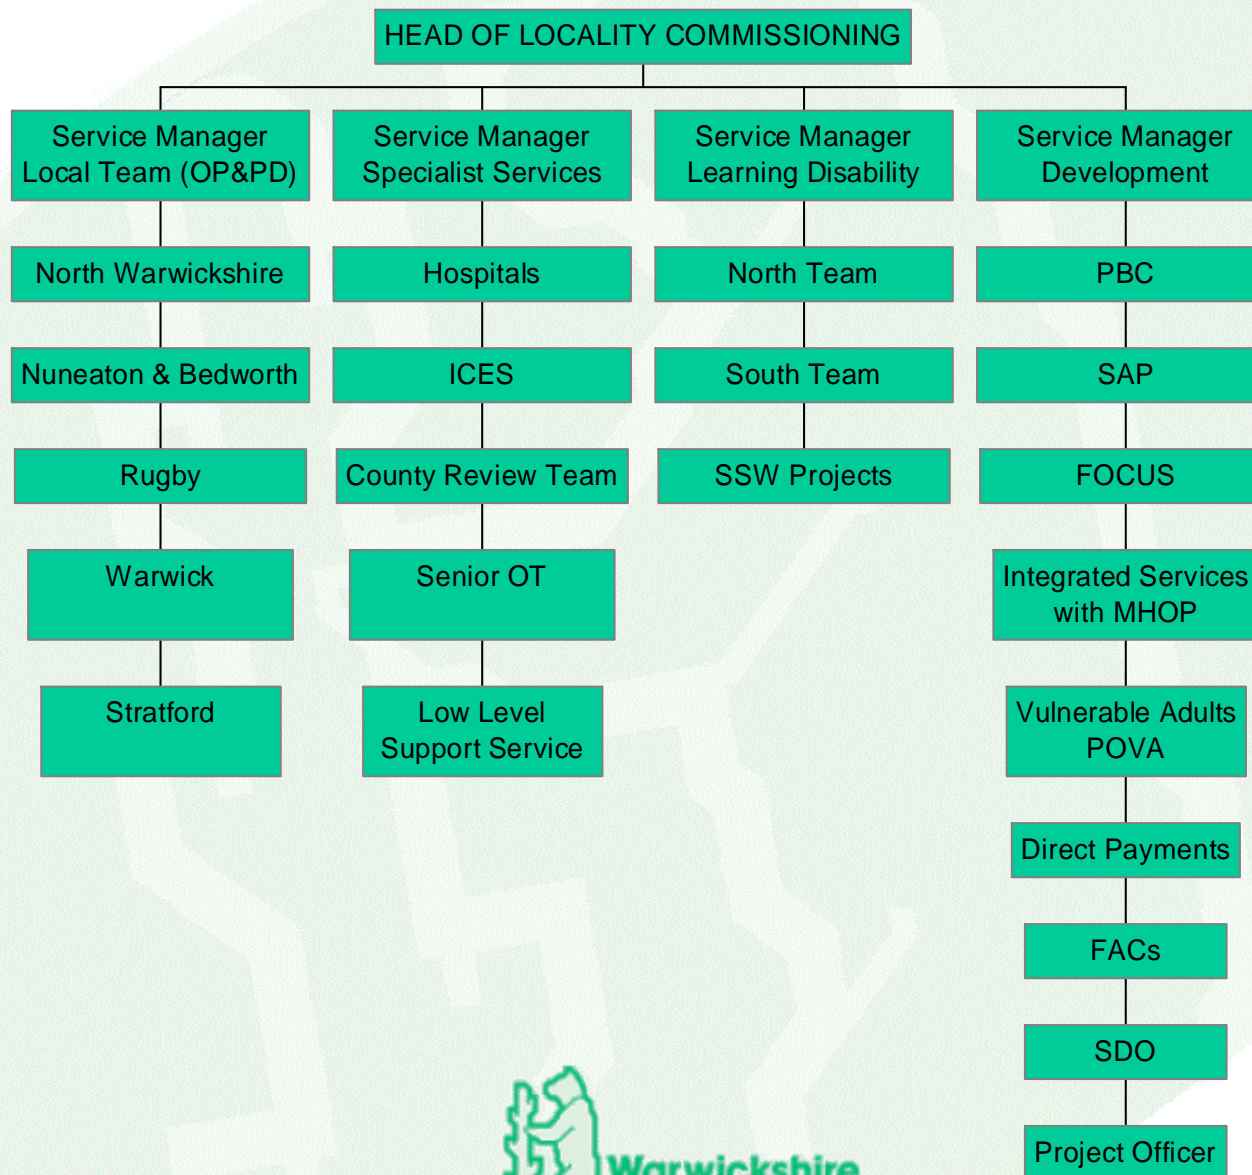 HEAD OF LOCALITY COMMISSIONING
Service Manager
Local Team (OP&PD)
North Warwickshire
Nuneaton & Bedworth
Rugby
Warwick
Stratford
Service Manager
Specialist Services
Hospitals
ICES
County Review Team
Senior OT
Low Level
Support Service
Service Manager
Learning Disability
North Team
South Team
SSW Projects
Service Manager
Development
PBC
SAP
FOCUS
Integrated Services
with MHOP
Vulnerable Adults
POVA
Direct Payments
FACs
SDO
Project Officer
Warwickshire